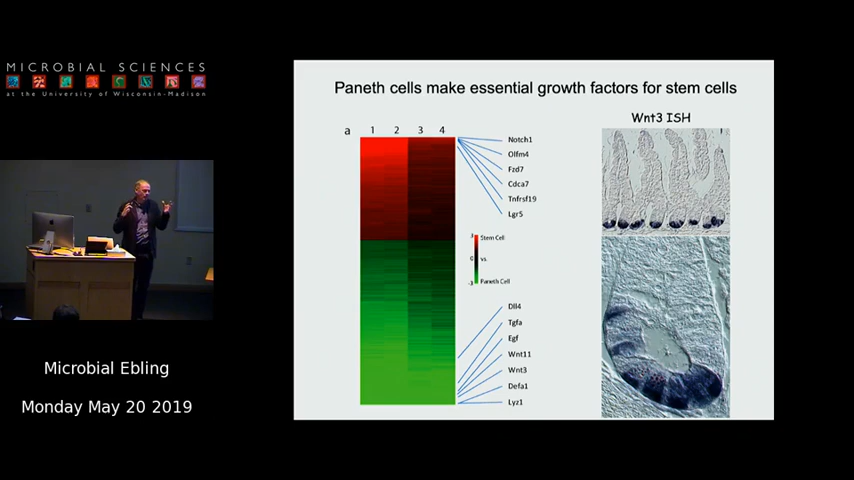 MICROBIAL SCIENCES
at the University of Wisconsin-Madison
Microbial Ebling
Monday May 20 2019
Paneth cells make essential growth factors for stem cells
Wnt3 ISH
a 1 2 3 4
Notch1
Olfm4
Fzd7
Cdca7
Tnfrsf19
Lgr5
3 Stem Cell
0 vs.
-3 Paneth Cell
Dll4
Tgfa
Egf
Wnt11
Wnt3
Defa1
Lyz1